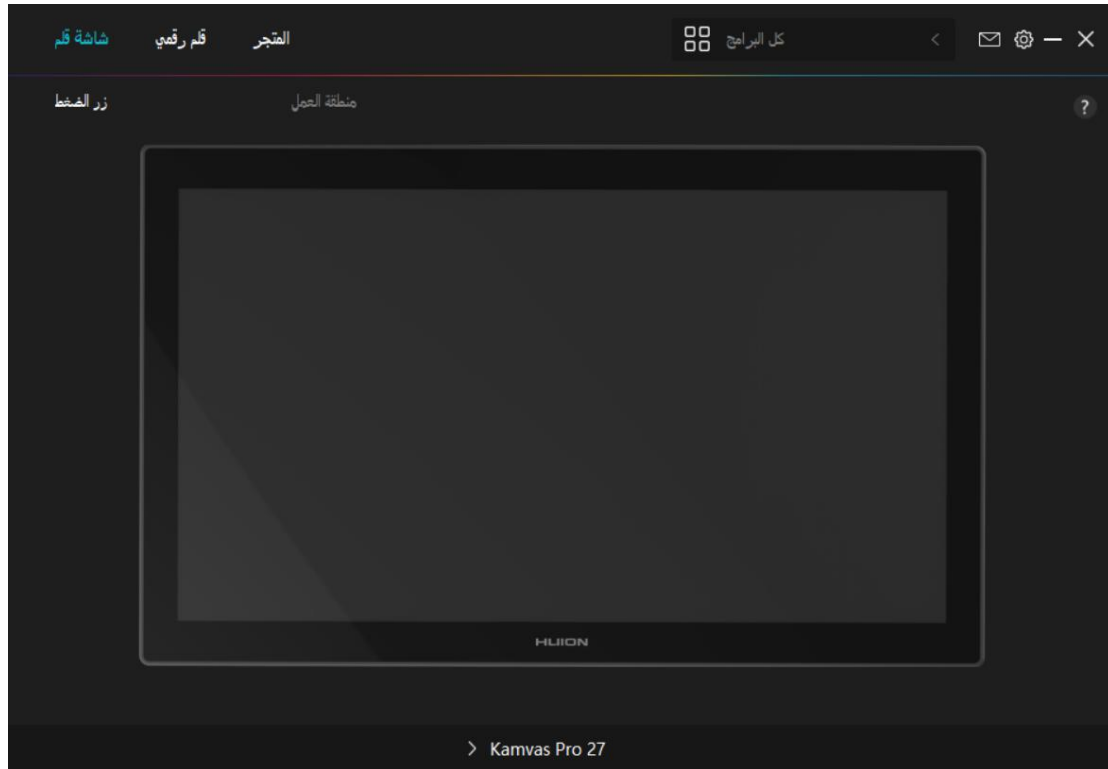 شاشة قلم
قلم رقمي
المتجر
كل البرامج
زر الضغط
منطقة العمل
?
HUION
Kamvas Pro 27